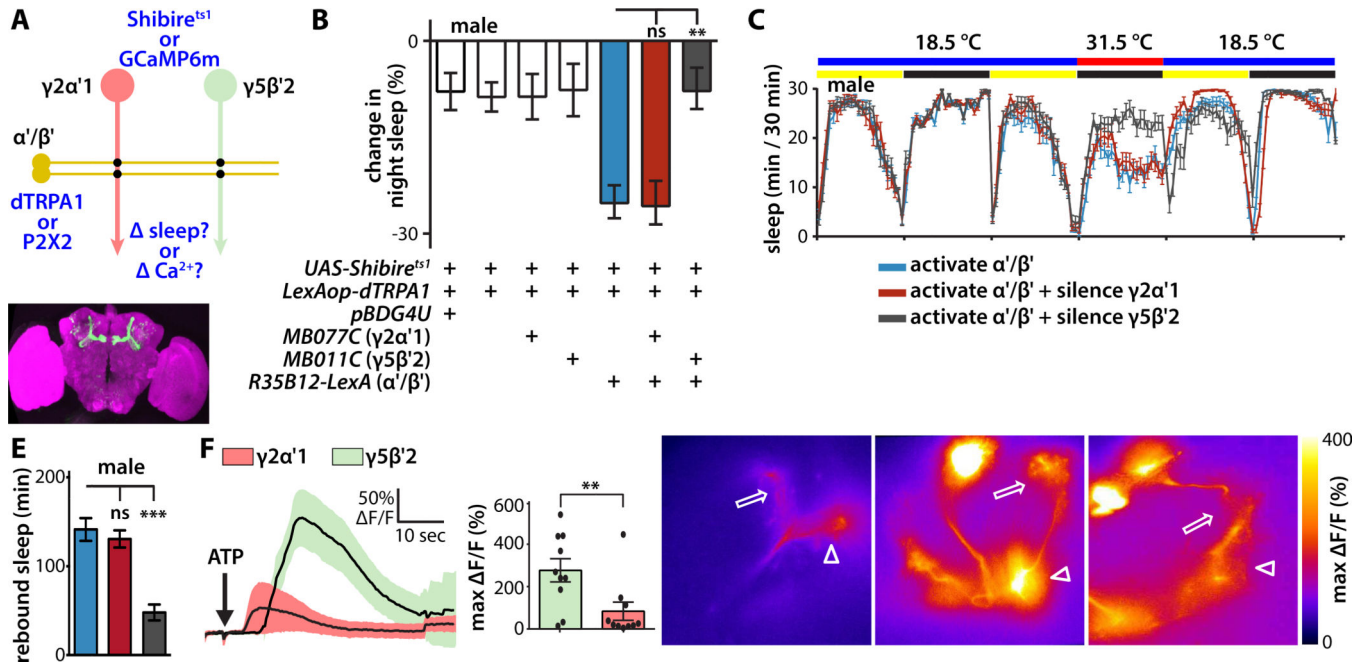 A
Shibireᵗˢ¹
or
GCaMP6m
γ2α'1
γ5β'2
α'/β'
dTRPA1
or
P2X2
Δ sleep?
or
Δ Ca²⁺?
B
male
ns
**
0
-30
change in
night sleep (%)
UAS-Shibireᵗˢ¹ + + + + + + +
LexAop-dTRPA1 + + + + + + +
pBDG4U +
MB077C (γ2α'1) + +
MB011C (γ5β'2) + +
R35B12-LexA (α'/β') + + +
C
18.5 °C
31.5 °C
18.5 °C
male
30
20
10
0
sleep (min / 30 min)
activate α'/β'
activate α'/β' + silence γ2α'1
activate α'/β' + silence γ5β'2
E
male
ns
***
200
100
0
rebound sleep (min)
F
γ2α'1
γ5β'2
50%
ΔF/F
10 sec
ATP
**
600
400
200
0
max ΔF/F (%)
400
0
max ΔF/F (%)